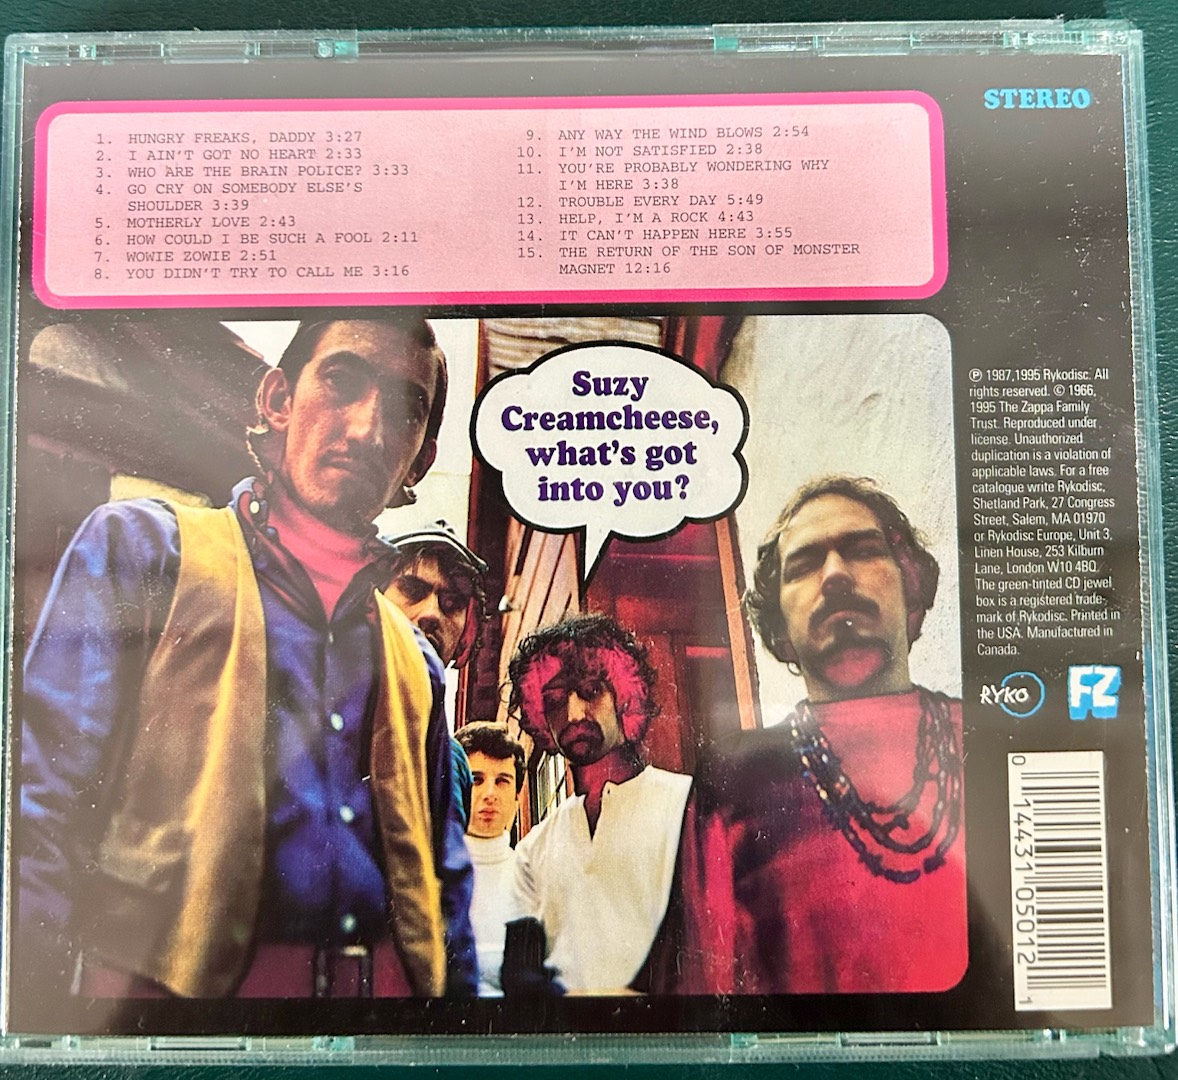 STEREO
1. HUNGRY FREAKS, DADDY 3:27
2. I AIN'T GOT NO HEART 2:33
3. WHO ARE THE BRAIN POLICE? 3:33
4. GO CRY ON SOMEBODY ELSE'S
SHOULDER 3:39
5. MOTHERLY LOVE 2:43
6. HOW COULD I BE SUCH A FOOL 2:11
7. WOWIE ZOWIE 2:51
8. YOU DIDN'T TRY TO CALL ME 3:16
9. ANY WAY THE WIND BLOWS 2:54
10. I'M NOT SATISFIED 2:38
11. YOU'RE PROBABLY WONDERING WHY
I'M HERE 3:38
12. TROUBLE EVERY DAY 5:49
13. HELP, I'M A ROCK 4:43
14. IT CAN'T HAPPEN HERE 3:55
15. THE RETURN OF THE SON OF MONSTER
MAGNET 12:16
Suzy
Creamcheese,
what's got
into you?
℗ 1987,1995 Rykodisc. All
rights reserved. © 1966,
1995 The Zappa Family
Trust. Reproduced under
license. Unauthorized
duplication is a violation of
applicable laws. For a free
catalogue write Rykodisc,
Shetland Park, 27 Congress
Street, Salem, MA 01970
or Rykodisc Europe, Unit 3,
Linen House, 253 Kilburn
Lane, London W10 4BQ.
The green-tinted CD jewel
box is a registered trade-
mark of Rykodisc. Printed in
the USA. Manufactured in
Canada.
RYKO
FZ
0 14431 05012 1